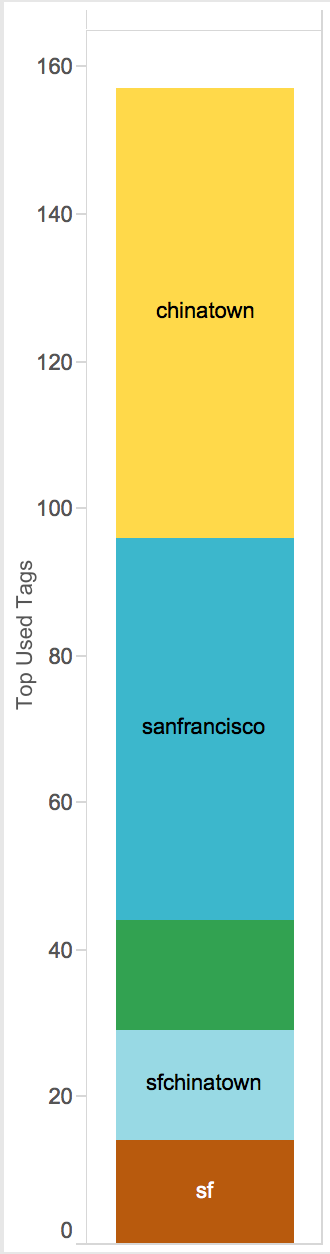 160
140
chinatown
120
100
Top Used Tags
80
sanfrancisco
60
40
sfchinatown
20
sf
0